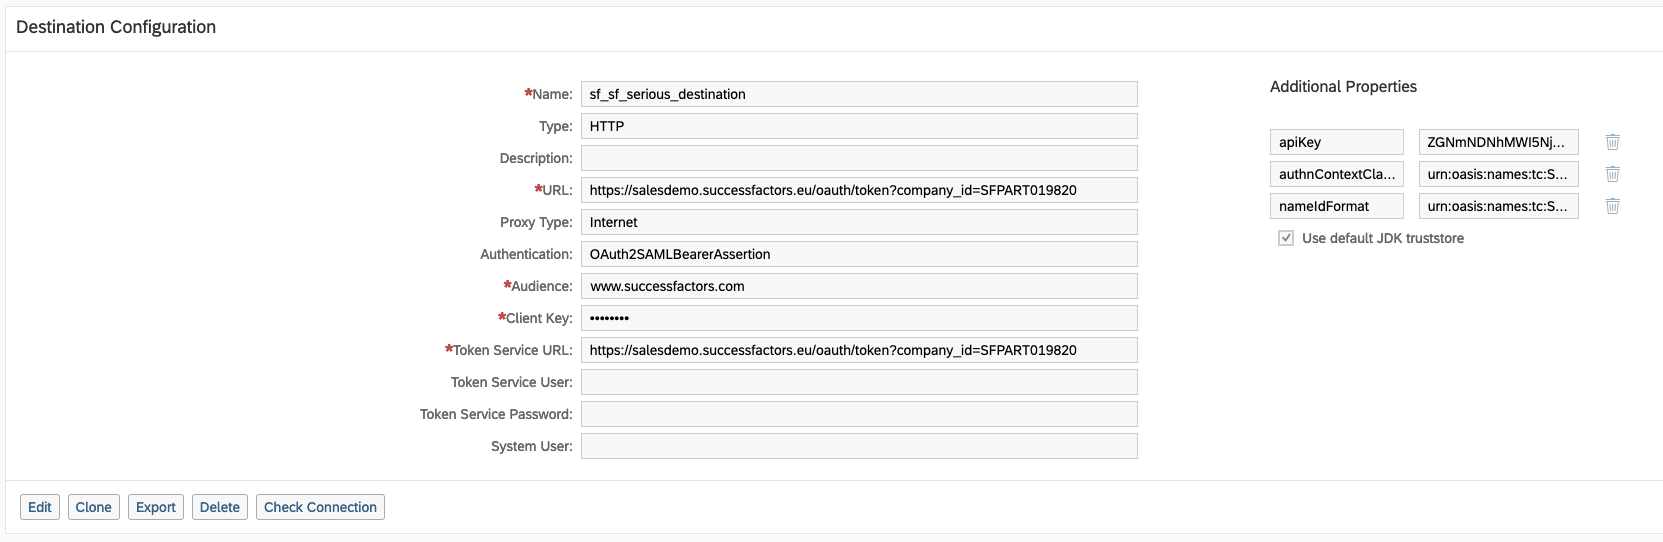 Destination Configuration
*Name: sf_sf_serious_destination
Type: HTTP
Description:
*URL: https://salesdemo.successfactors.eu/oauth/token?company_id=SFPART019820
Proxy Type: Internet
Authentication: OAuth2SAMLBearerAssertion
*Audience: www.successfactors.com
*Client Key: ••••••••
*Token Service URL: https://salesdemo.successfactors.eu/oauth/token?company_id=SFPART019820
Token Service User:
Token Service Password:
System User:
Additional Properties
apiKey ZGNmNDNhMWI5Nj...
authnContextCla... urn:oasis:names:tc:S...
nameIdFormat urn:oasis:names:tc:S...
Use default JDK truststore
Edit Clone Export Delete Check Connection